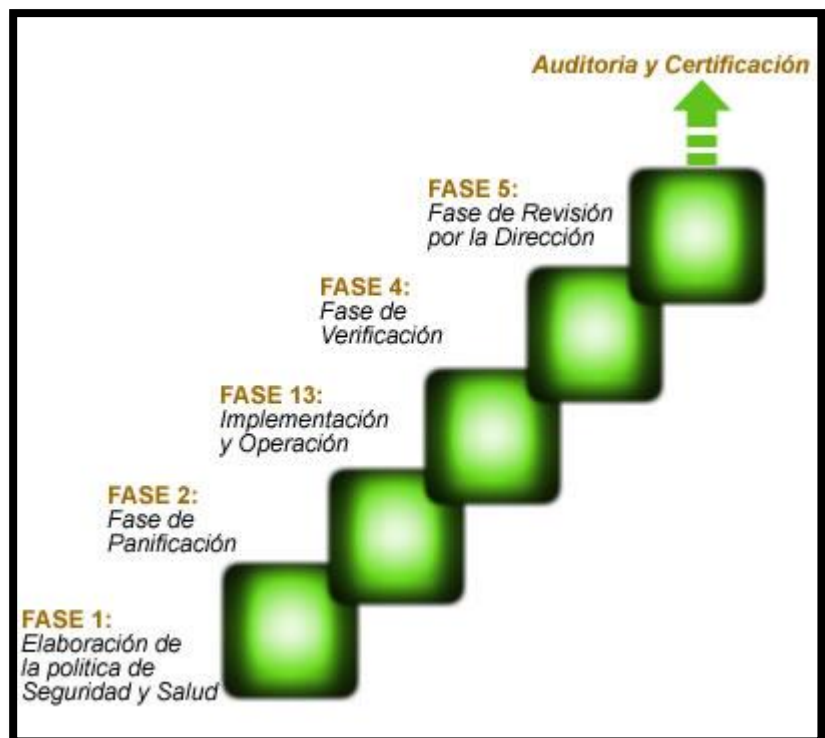 Auditoria y Certificación
FASE 5:
Fase de Revisión
por la Dirección
FASE 4:
Fase de
Verificación
FASE 13:
Implementación
y Operación
FASE 2:
Fase de
Panificación
FASE 1:
Elaboración de
la politica de
Seguridad y Salud